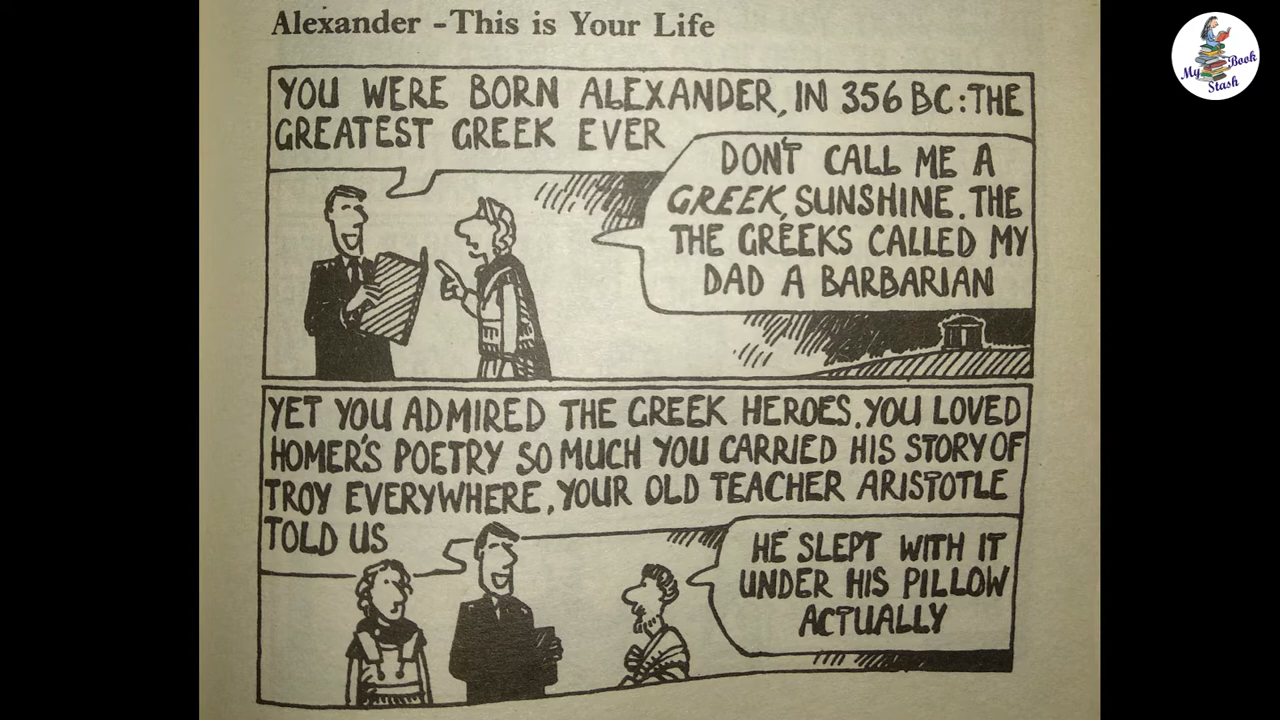 Alexander - This is Your Life
YOU WERE BORN ALEXANDER, IN 356 BC: THE
GREATEST GREEK EVER
DON'T CALL ME A
GREEK, SUNSHINE. THE
THE GREEKS CALLED MY
DAD A BARBARIAN
YET YOU ADMIRED THE GREEK HEROES. YOU LOVED
HOMER'S POETRY SO MUCH YOU CARRIED HIS STORY OF
TROY EVERYWHERE, YOUR OLD TEACHER ARISTOTLE
TOLD US
HE SLEPT WITH IT
UNDER HIS PILLOW
ACTUALLY
My Book
Stash